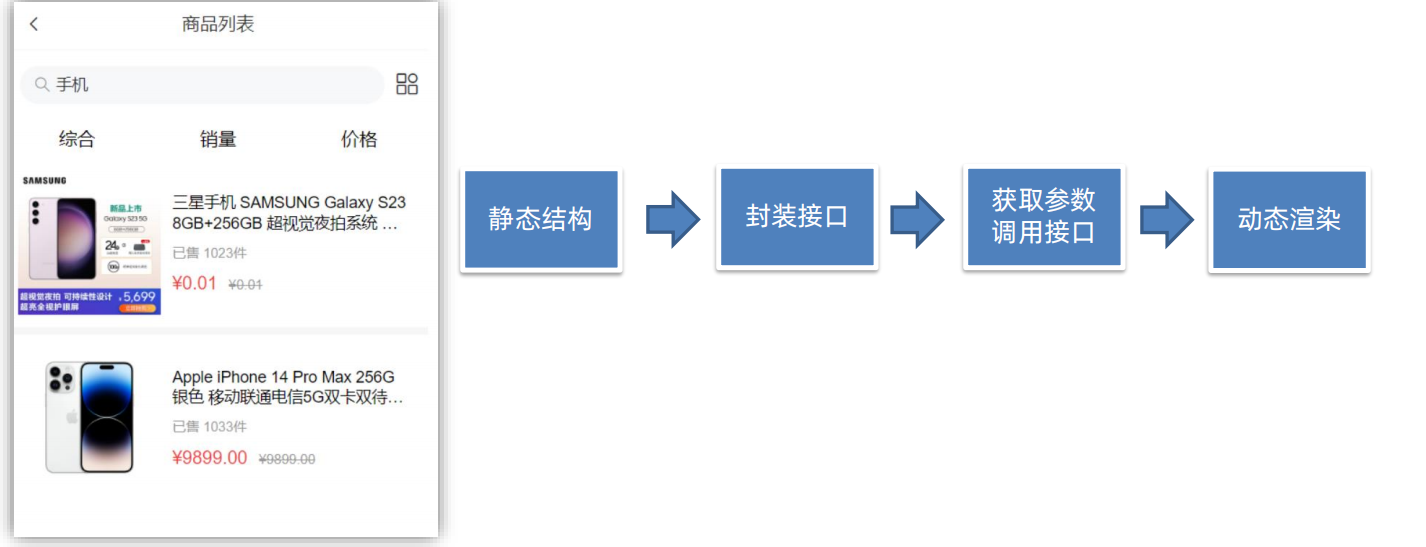 商品列表
手机
综合
销量
价格
SAMSUNG
新品上市
Galaxy S23 5G
24
超视觉夜拍 可持续性设计
5,699
超亮全视护眼屏
三星手机 SAMSUNG Galaxy S23
8GB+256GB 超视觉夜拍系统 …
已售 1023件
¥0.01 ¥0.01
Apple iPhone 14 Pro Max 256G
银色 移动联通电信5G双卡双待…
已售 1033件
¥9899.00 ¥9899.00
静态结构
封装接口
获取参数
调用接口
动态渲染